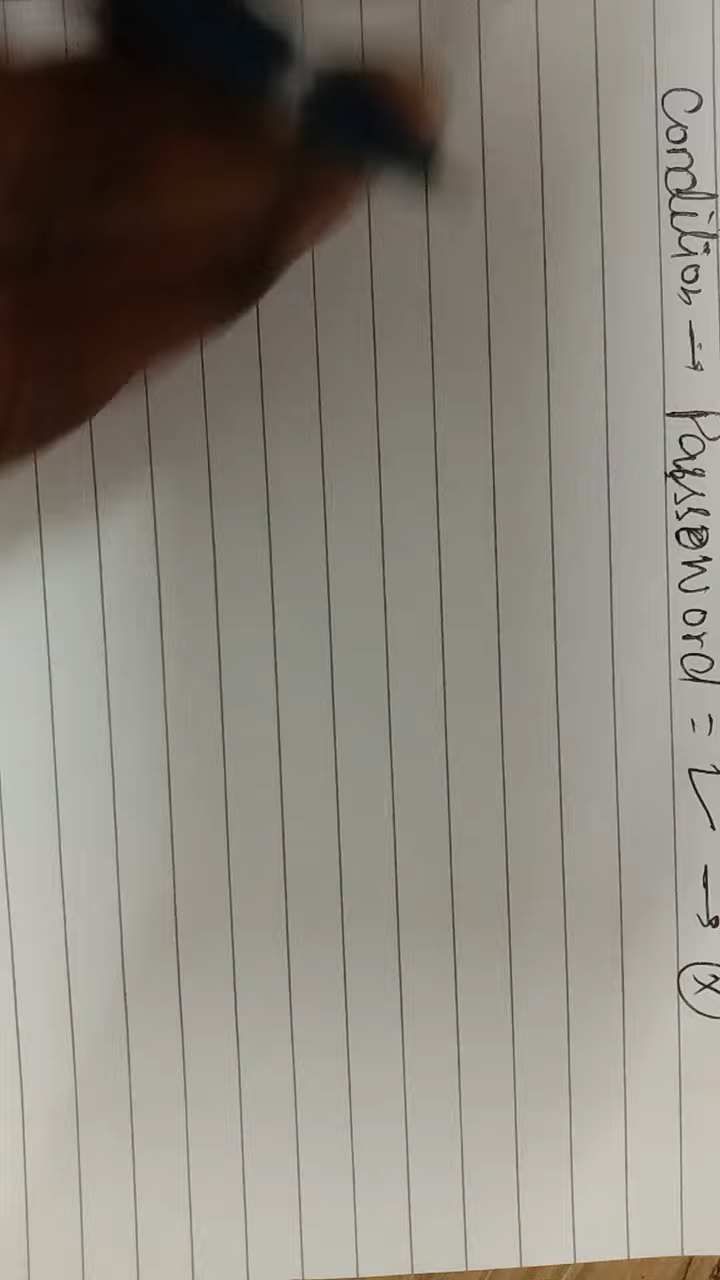 Condition → Password = L → ⓧ